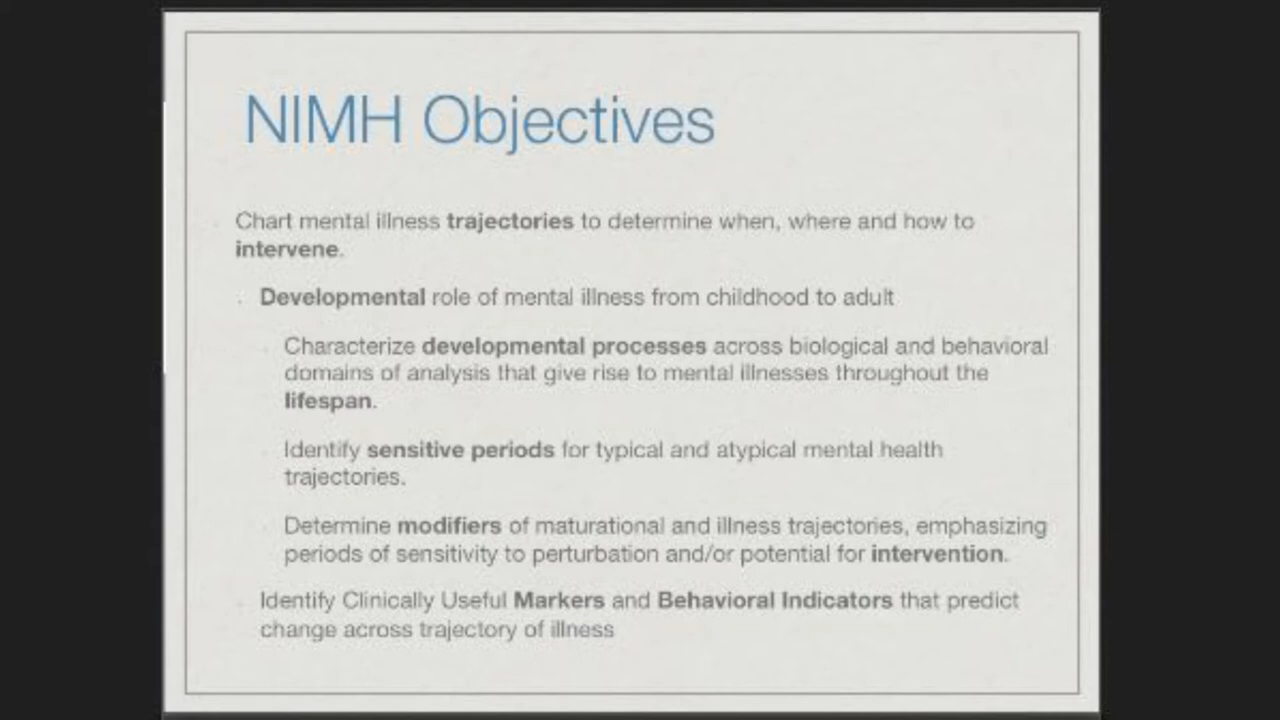 NIMH Objectives
Chart mental illness trajectories to determine when, where and how to
intervene.
Developmental role of mental illness from childhood to adult
Characterize developmental processes across biological and behavioral
domains of analysis that give rise to mental illnesses throughout the
lifespan.
Identify sensitive periods for typical and atypical mental health
trajectories.
Determine modifiers of maturational and illness trajectories, emphasizing
periods of sensitivity to perturbation and/or potential for intervention.
Identify Clinically Useful Markers and Behavioral Indicators that predict
change across trajectory of illness